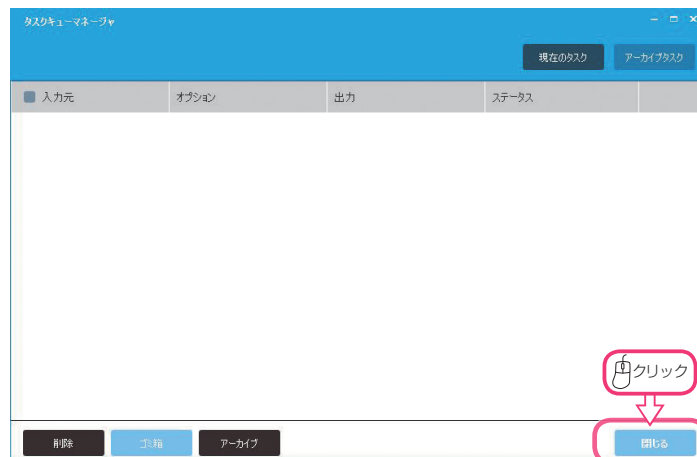 タスクキューマネージャ
現在のタスク アーカイブタスク
入力元 オプション 出力 ステータス
クリック
削除 ゴミ箱 アーカイブ 閉じる